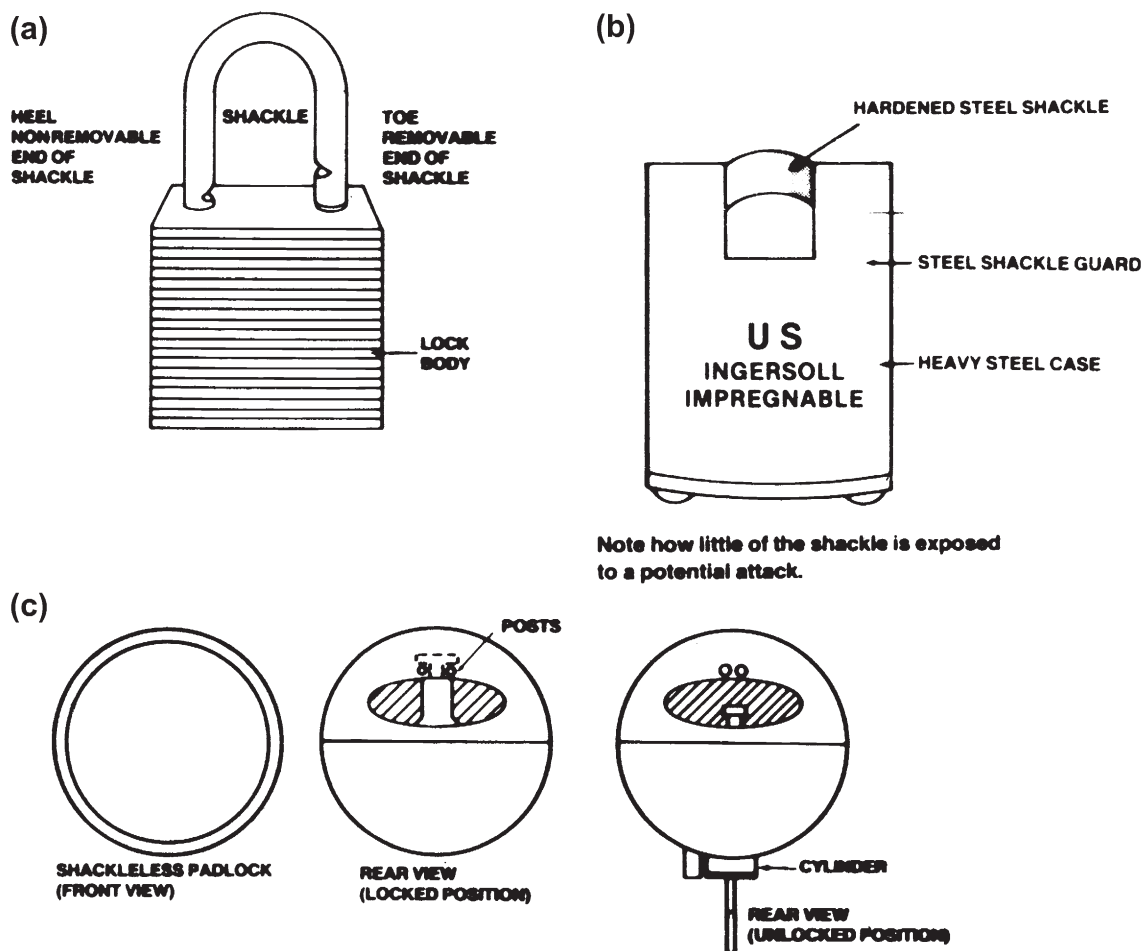 (a)
HEEL
NONREMOVABLE
END OF
SHACKLE
SHACKLE
TOE
REMOVABLE
END OF
SHACKLE
LOCK
BODY
(b)
HARDENED STEEL SHACKLE
STEEL SHACKLE GUARD
HEAVY STEEL CASE
US
INGERSOLL
IMPREGNABLE
Note how little of the shackle is exposed
to a potential attack.
(c)
POSTS
SHACKLELESS PADLOCK
(FRONT VIEW)
REAR VIEW
(LOCKED POSITION)
CYLINDER
REAR VIEW
(UNLOCKED POSITION)